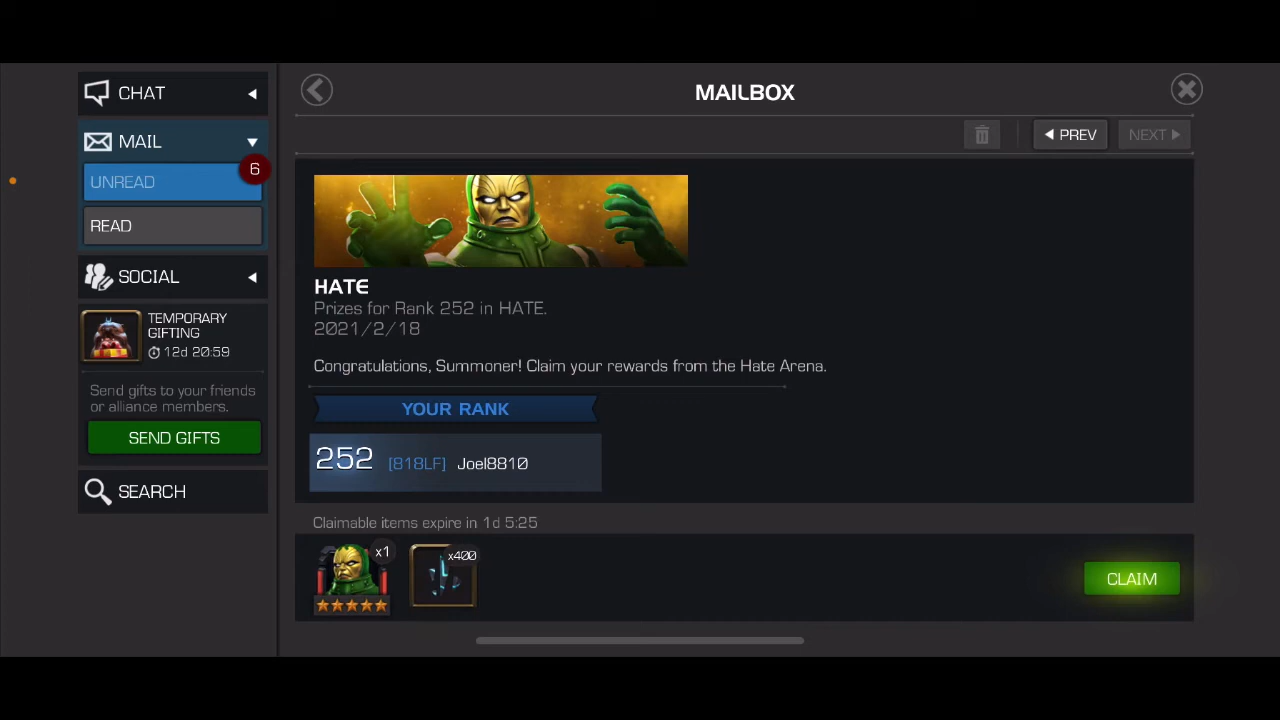 CHAT
MAIL
6
UNREAD
READ
SOCIAL
TEMPORARY
GIFTING
12d 20:59
Send gifts to your friends
or alliance members.
SEND GIFTS
SEARCH
MAILBOX
PREV
NEXT
HATE
Prizes for Rank 252 in HATE.
2021/2/18
Congratulations, Summoner! Claim your rewards from the Hate Arena.
YOUR RANK
252 [818LF] Joel8810
Claimable items expire in 1d 5:25
x1
x400
CLAIM